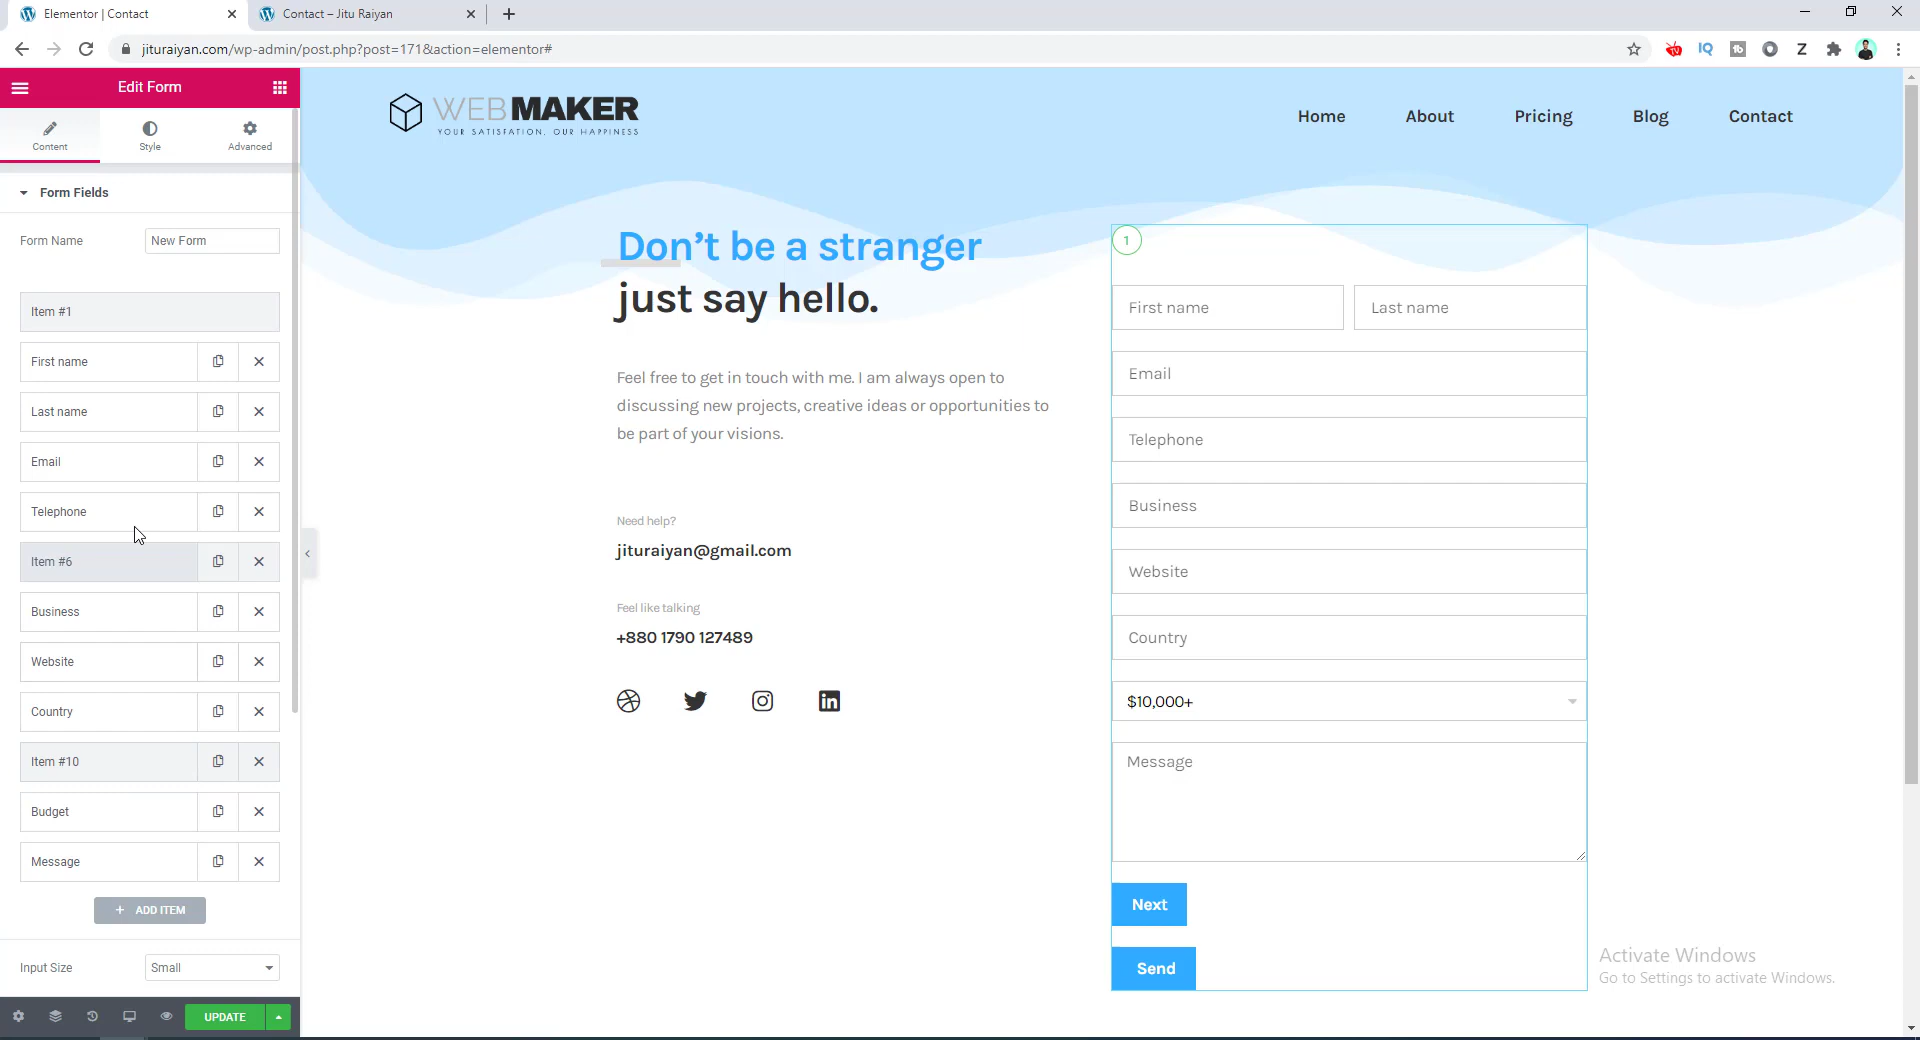 Elementor | Contact
Contact – Jitu Raiyan
jituraiyan.com/wp-admin/post.php?post=171&action=elementor#
Edit Form
Content
Style
Advanced
Form Fields
Form Name
New Form
Item #1
First name
Last name
Email
Telephone
Item #6
Business
Website
Country
Item #10
Budget
Message
+ ADD ITEM
Input Size
Small
UPDATE
WEBMAKER
YOUR SATISFATION, OUR HAPPINESS
Home
About
Pricing
Blog
Contact
Don't be a stranger
just say hello.
Feel free to get in touch with me. I am always open to
discussing new projects, creative ideas or opportunities to
be part of your visions.
Need help?
jituraiyan@gmail.com
Feel like talking
+880 1790 127489
1
First name
Last name
Email
Telephone
Business
Website
Country
$10,000+
Message
Next
Send
Activate Windows
Go to Settings to activate Windows.